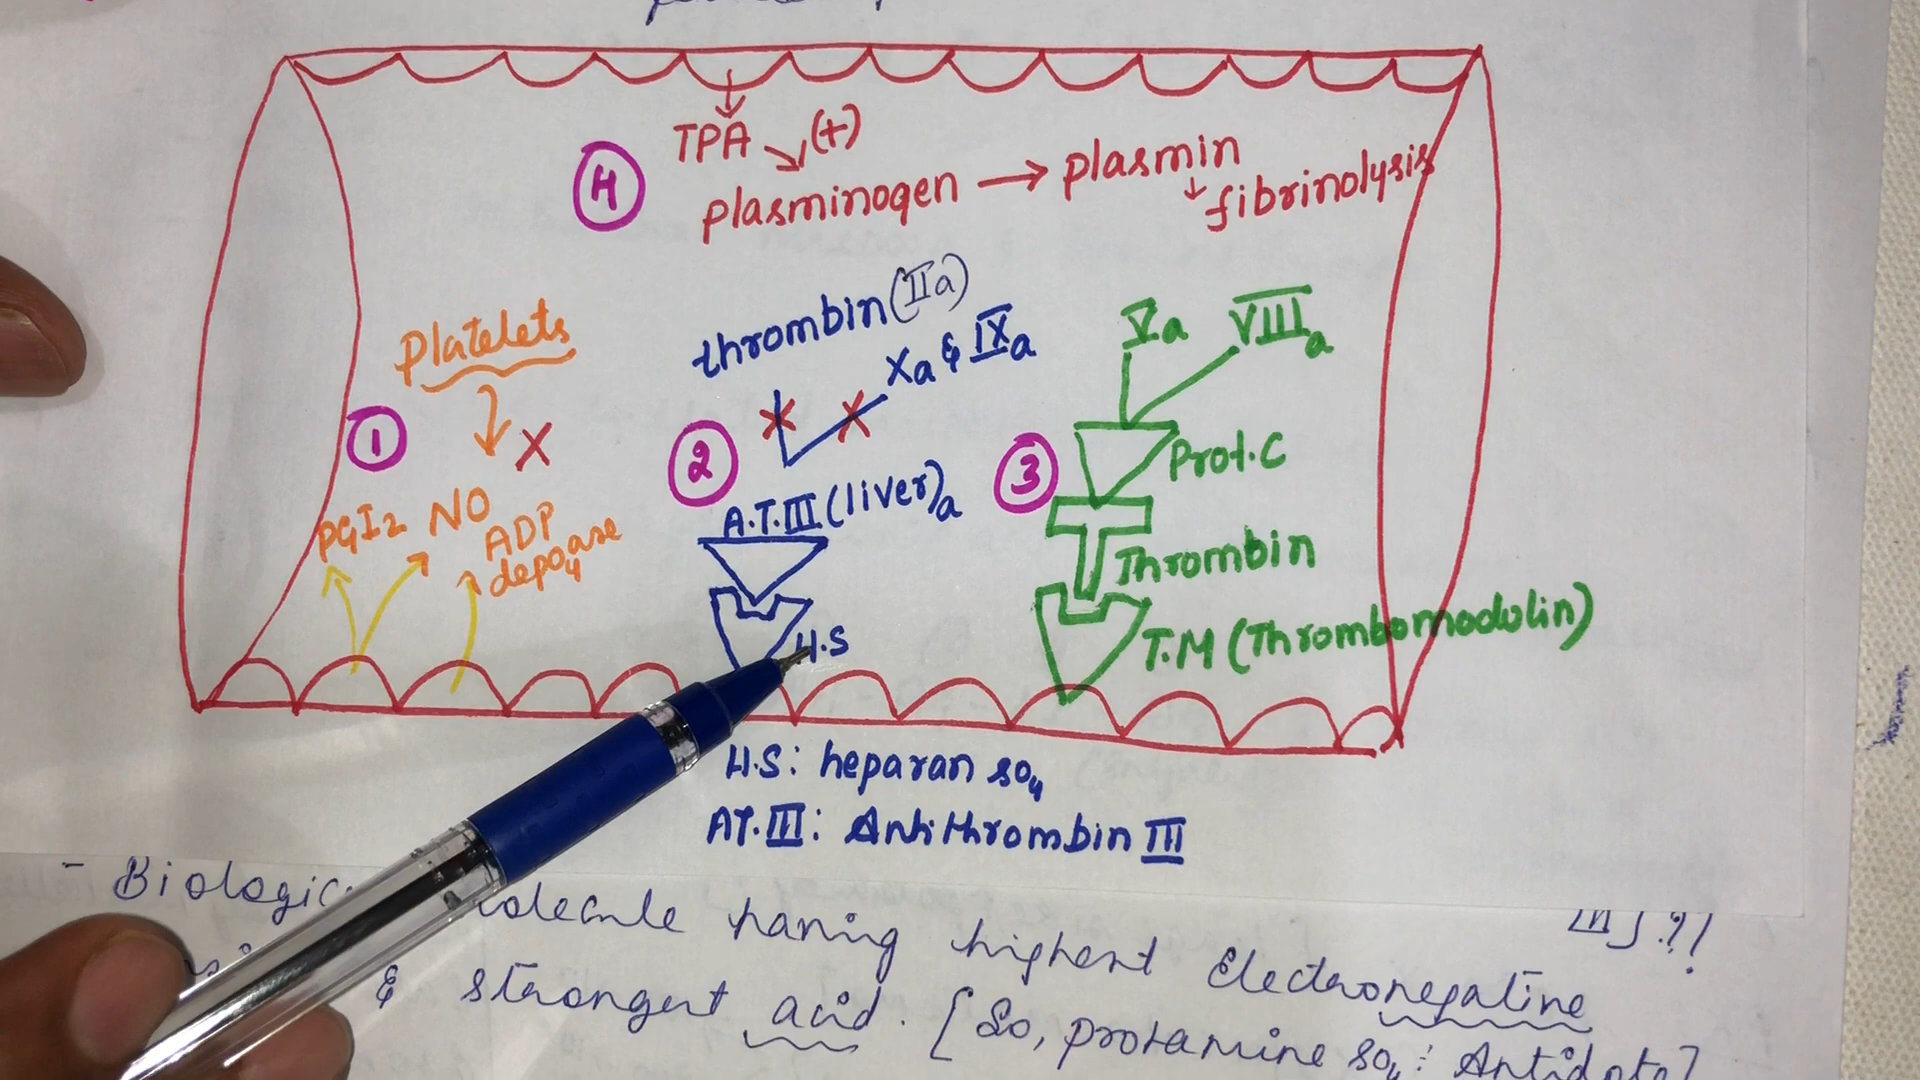 TPA (+)
plasminogen → plasmin
↓ fibrinolysis
4
Platelets
X
1
PGI2 NO
ADP
depo4ase
thrombin (IIa)
Xa & IXa
X X
2
A.T.III (liver)a
H.S
Va VIIIa
3
Prot.C
Thrombin
T.M (Thrombomodulin)
H.S: heparan so4
AT.III: Antithrombin III
- Biologic having highest Electronegative
& strongest acid. [So, protamine so4: Antidote]